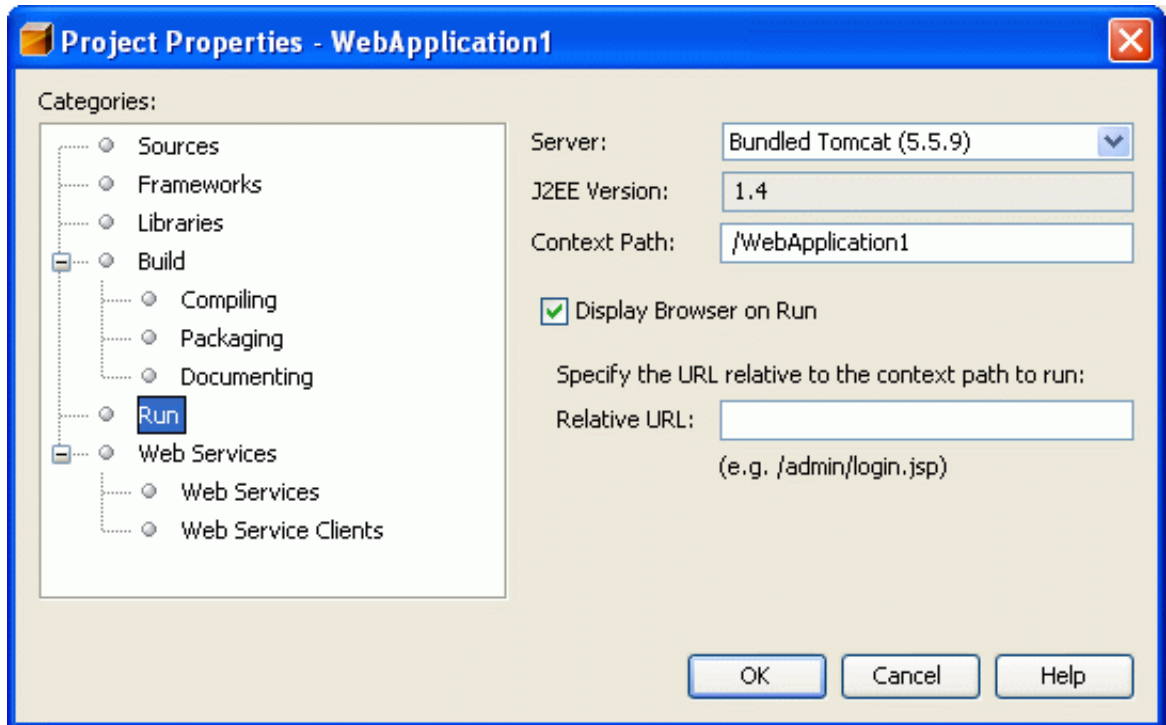 Project Properties - WebApplication1
Categories:
Sources
Frameworks
Libraries
Build
Compiling
Packaging
Documenting
Run
Web Services
Web Services
Web Service Clients
Server:
Bundled Tomcat (5.5.9)
J2EE Version:
1.4
Context Path:
/WebApplication1
Display Browser on Run
Specify the URL relative to the context path to run:
Relative URL:
(e.g. /admin/login.jsp)
OK
Cancel
Help